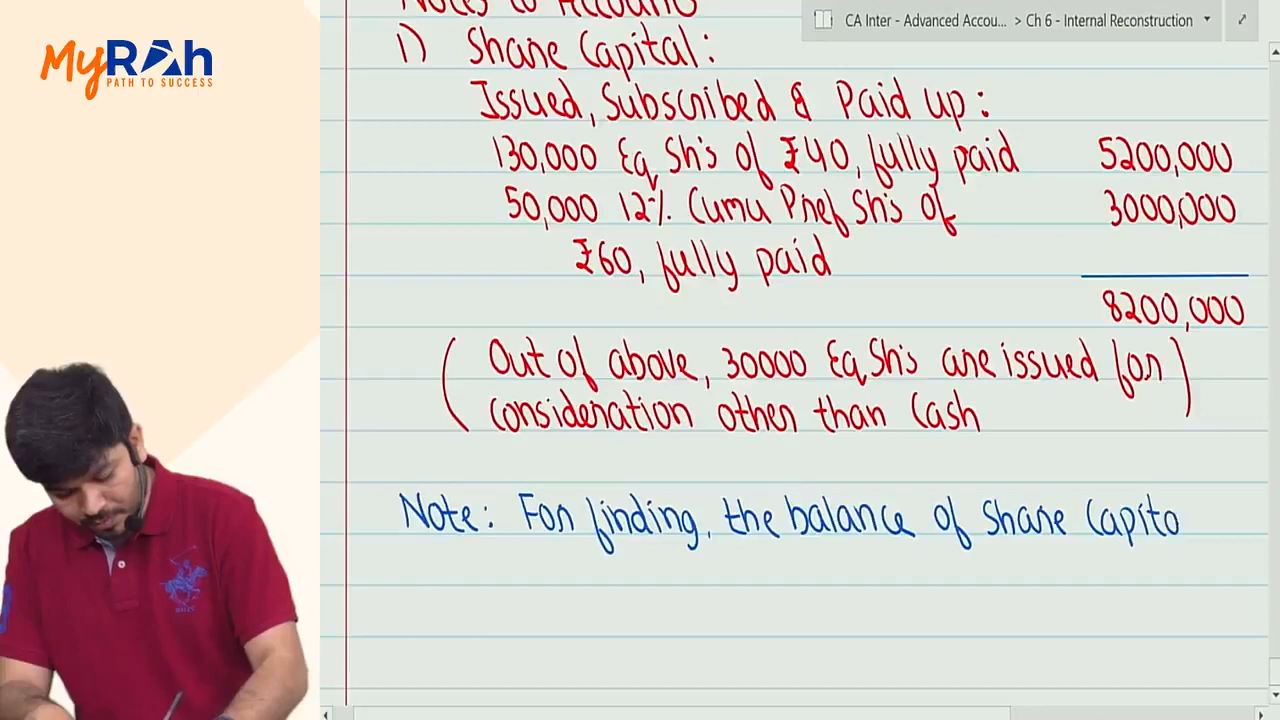 MyRAh
PATH TO SUCCESS
CA Inter - Advanced Accou... > Ch 6 - Internal Reconstruction
Notes to Accounts
1) Share Capital:
Issued, Subscribed & Paid up:
130,000 Eq Sh's of ₹40, fully paid 5200,000
50,000 12% Cumu Pref Sh's of 3000,000
₹60, fully paid
8200,000
(Out of above, 30000 Eq Sh's are issued for)
consideration other than Cash
Note: For finding, the balance of Share Capita